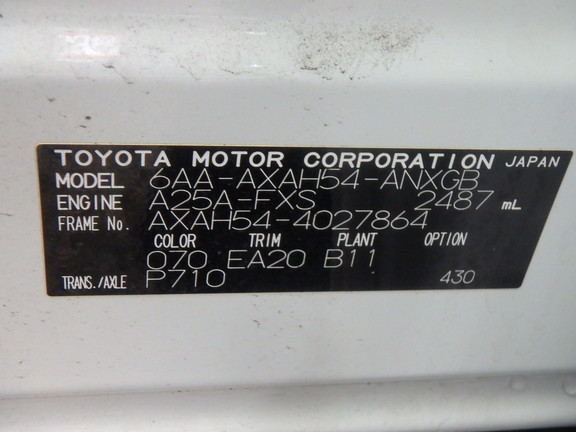 TOYOTA MOTOR CORPORATION JAPAN
MODEL 6AA-AXAH54-ANXGB
ENGINE A25A-FXS 2487 mL
FRAME No. AXAH54-4027864
COLOR TRIM PLANT OPTION
070 EA20 B11
TRANS./AXLE P710 430